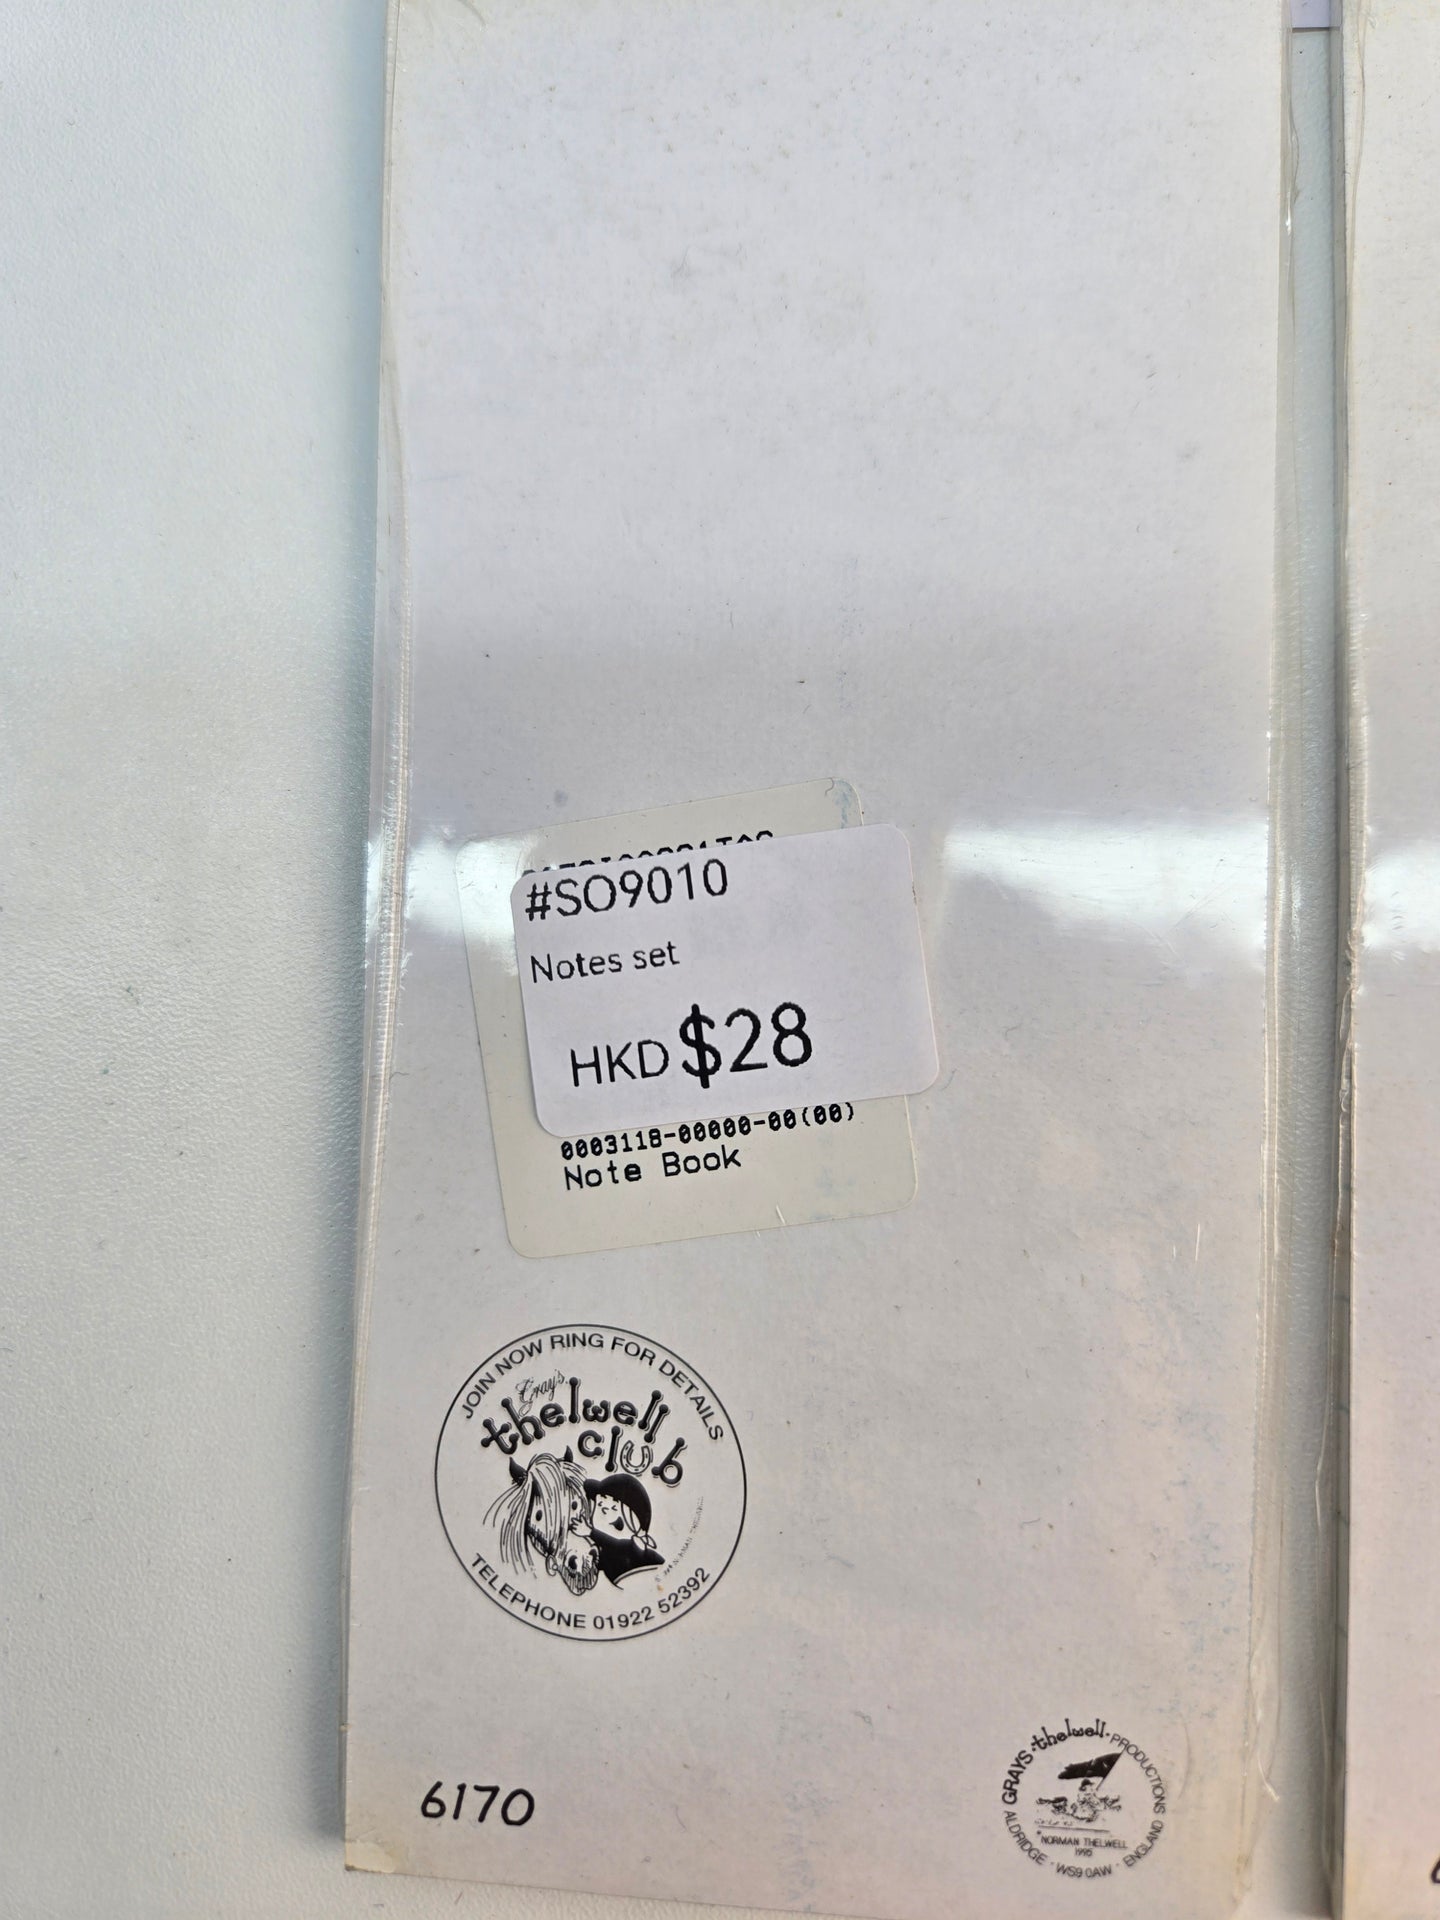 #SO9010
Notes set
HKD $28
0003118-00000-00(00)
Note Book
JOIN NOW RING FOR DETAILS
Gray's
thelwell
club
TELEPHONE 01922 52392
6170
GRAYS · thelwell · PRODUCTIONS
ALDRIDGE · WS9 0AW · ENGLAND
NORMAN THELWELL
1995